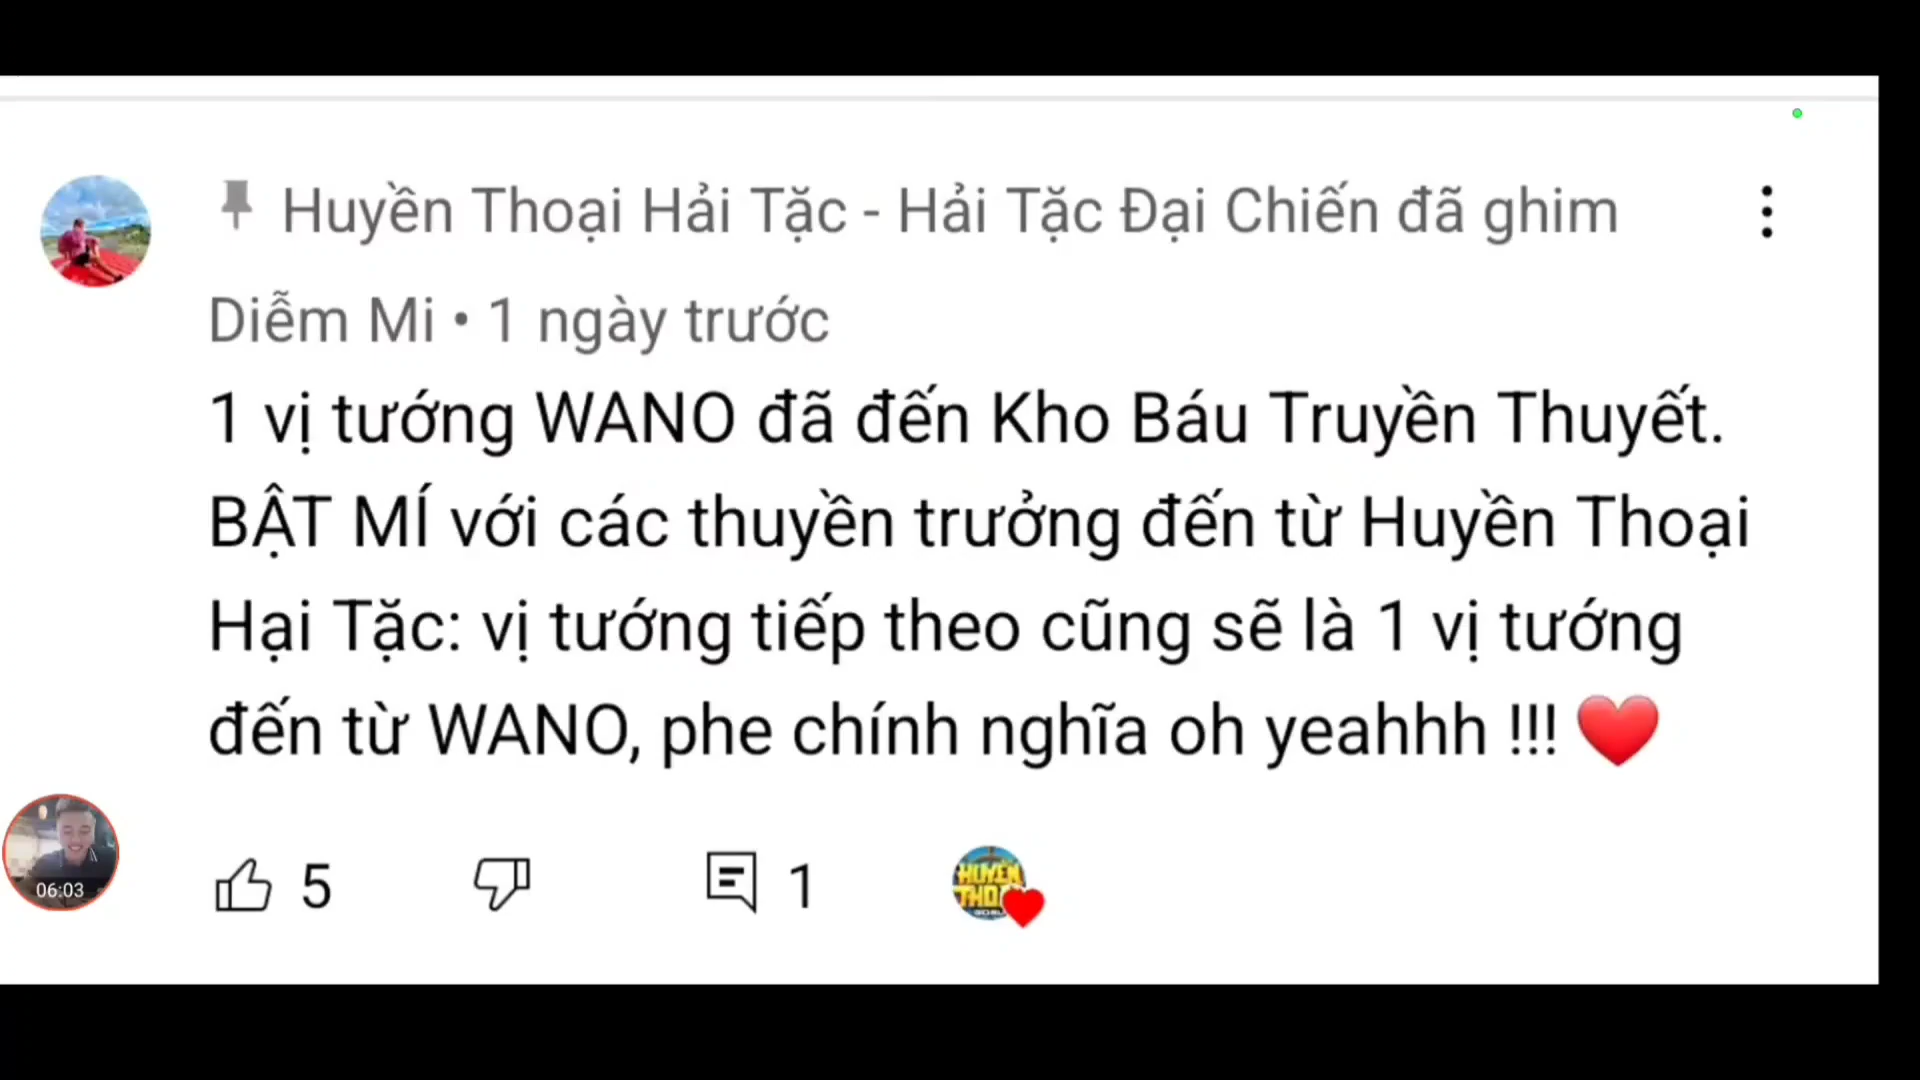 Huyền Thoại Hải Tặc - Hải Tặc Đại Chiến đã ghim
Diễm Mi • 1 ngày trước
1 vị tướng WANO đã đến Kho Báu Truyền Thuyết.
BẬT MÍ với các thuyền trưởng đến từ Huyền Thoại
Hại Tặc: vị tướng tiếp theo cũng sẽ là 1 vị tướng
đến từ WANO, phe chính nghĩa oh yeahhh !!! ❤️
06:03
5
1
HUYỀN